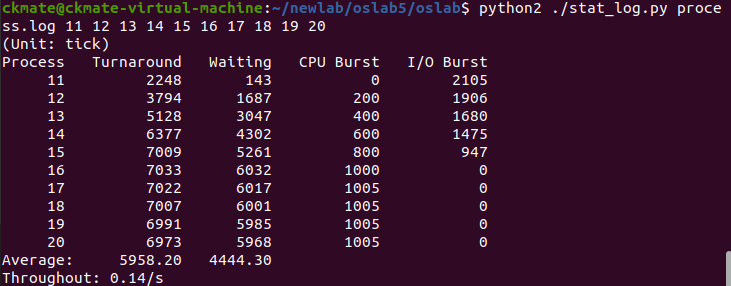 ckmate@ckmate-virtual-machine:~/newlab/oslab5/oslab$ python2 ./stat_log.py proce
ss.log 11 12 13 14 15 16 17 18 19 20
(Unit: tick)
Process   Turnaround   Waiting   CPU Burst   I/O Burst
     11         2248       143           0        2105
     12         3794      1687         200        1906
     13         5128      3047         400        1680
     14         6377      4302         600        1475
     15         7009      5261         800         947
     16         7033      6032        1000           0
     17         7022      6017        1005           0
     18         7007      6001        1005           0
     19         6991      5985        1005           0
     20         6973      5968        1005           0
Average:     5958.20   4444.30
Throughout: 0.14/s